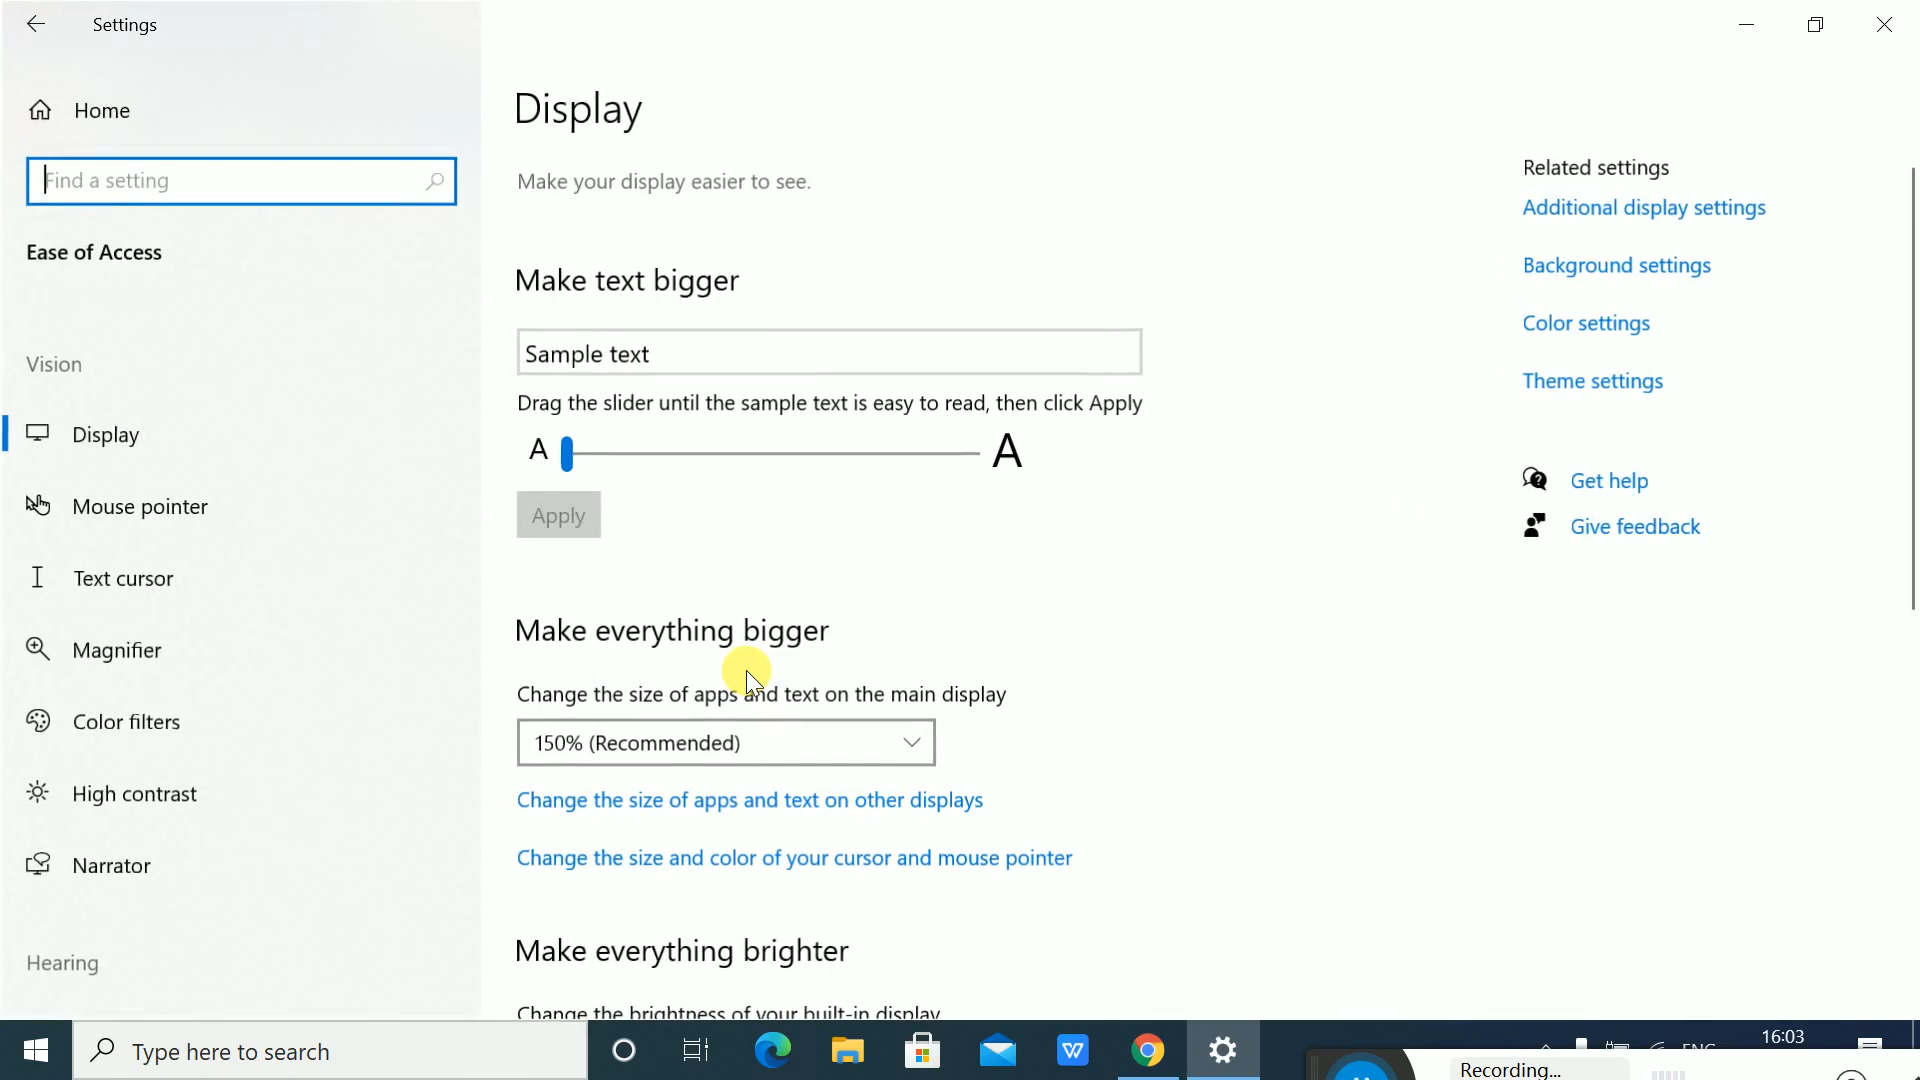 Settings
Home
Find a setting
Ease of Access
Vision
Display
Mouse pointer
Text cursor
Magnifier
Color filters
High contrast
Narrator
Hearing
Display
Make your display easier to see.
Make text bigger
Sample text
Drag the slider until the sample text is easy to read, then click Apply
A A
Apply
Make everything bigger
Change the size of apps and text on the main display
150% (Recommended)
Change the size of apps and text on other displays
Change the size and color of your cursor and mouse pointer
Make everything brighter
Change the brightness of your built-in display
Related settings
Additional display settings
Background settings
Color settings
Theme settings
Get help
Give feedback
Type here to search
ENG
16:03
Recording...